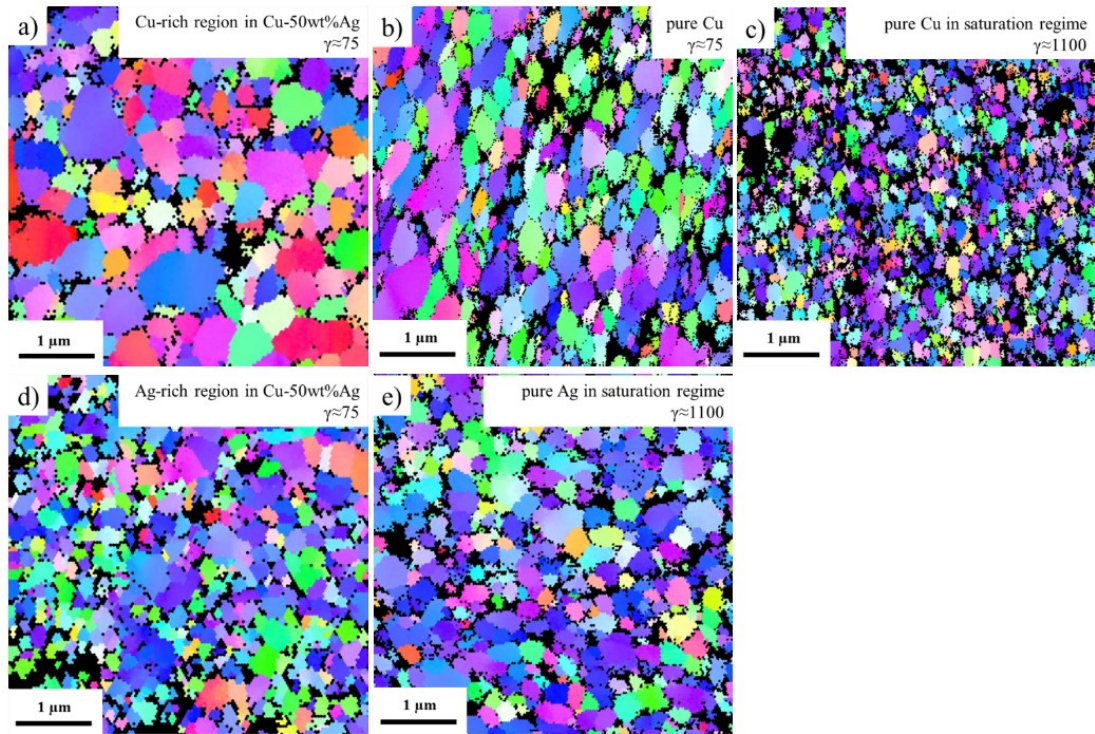 a)
Cu-rich region in Cu-50wt%Ag
γ≈75
1 µm
b)
pure Cu
γ≈75
1 µm
c)
pure Cu in saturation regime
γ≈1100
1 µm
d)
Ag-rich region in Cu-50wt%Ag
γ≈75
1 µm
e)
pure Ag in saturation regime
γ≈1100
1 µm